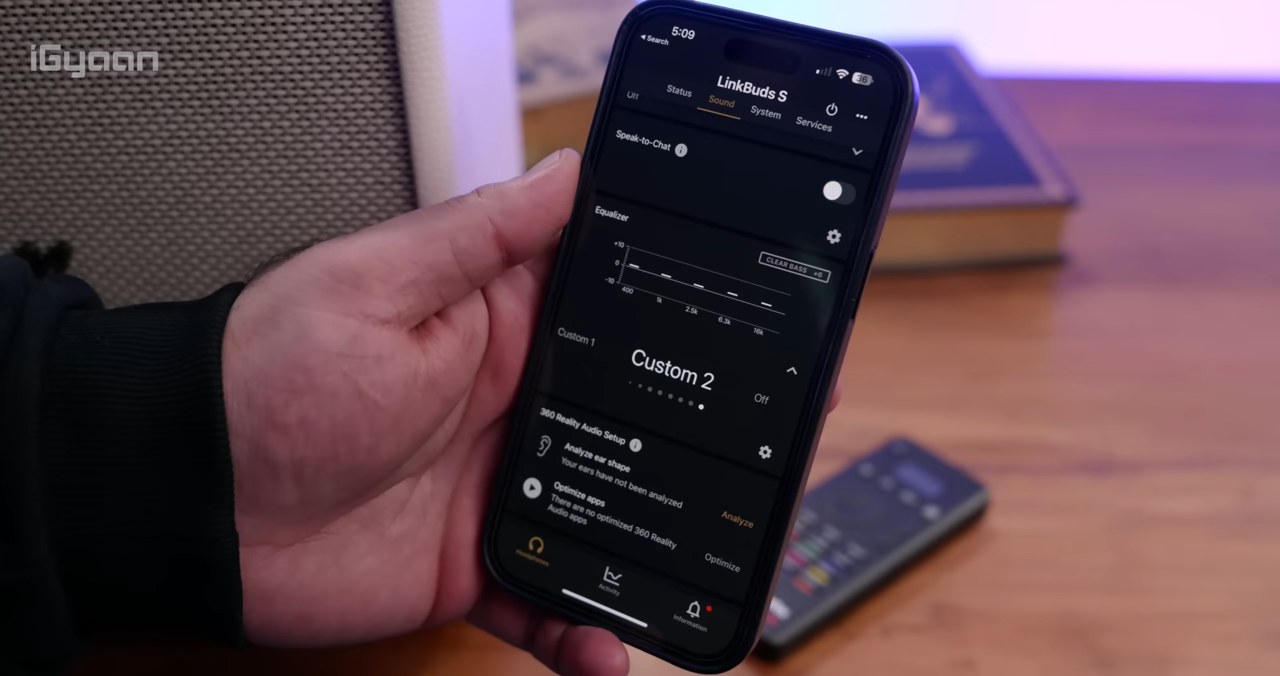 iGyaan
5:09
Search
36
LinkBuds S
Off
Status
Sound
System
Services
Speak-to-Chat
Equalizer
CLEAR BASS +6
+10
0
-10
400
1k
2.5k
6.3k
16k
Custom 1
Custom 2
Off
360 Reality Audio Setup
Analyze ear shape
Your ears have not been analyzed
Analyze
Optimize apps
There are no optimized 360 Reality
Audio apps
Optimize
Headphones
Activity
Information